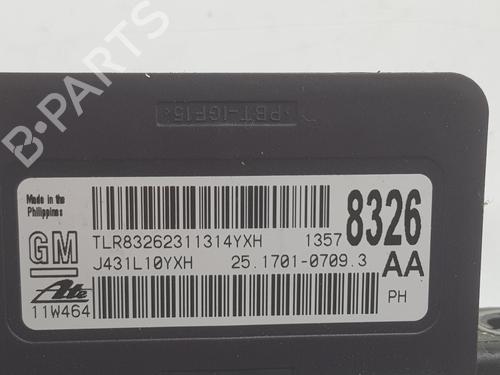 >PBT-IGF15<
Made in the
Philippines
GM
TLR83262311314YXH
1357
8326
J431L10YXH
25.1701-0709.3
AA
Ate
11W464
PH
B-PARTS